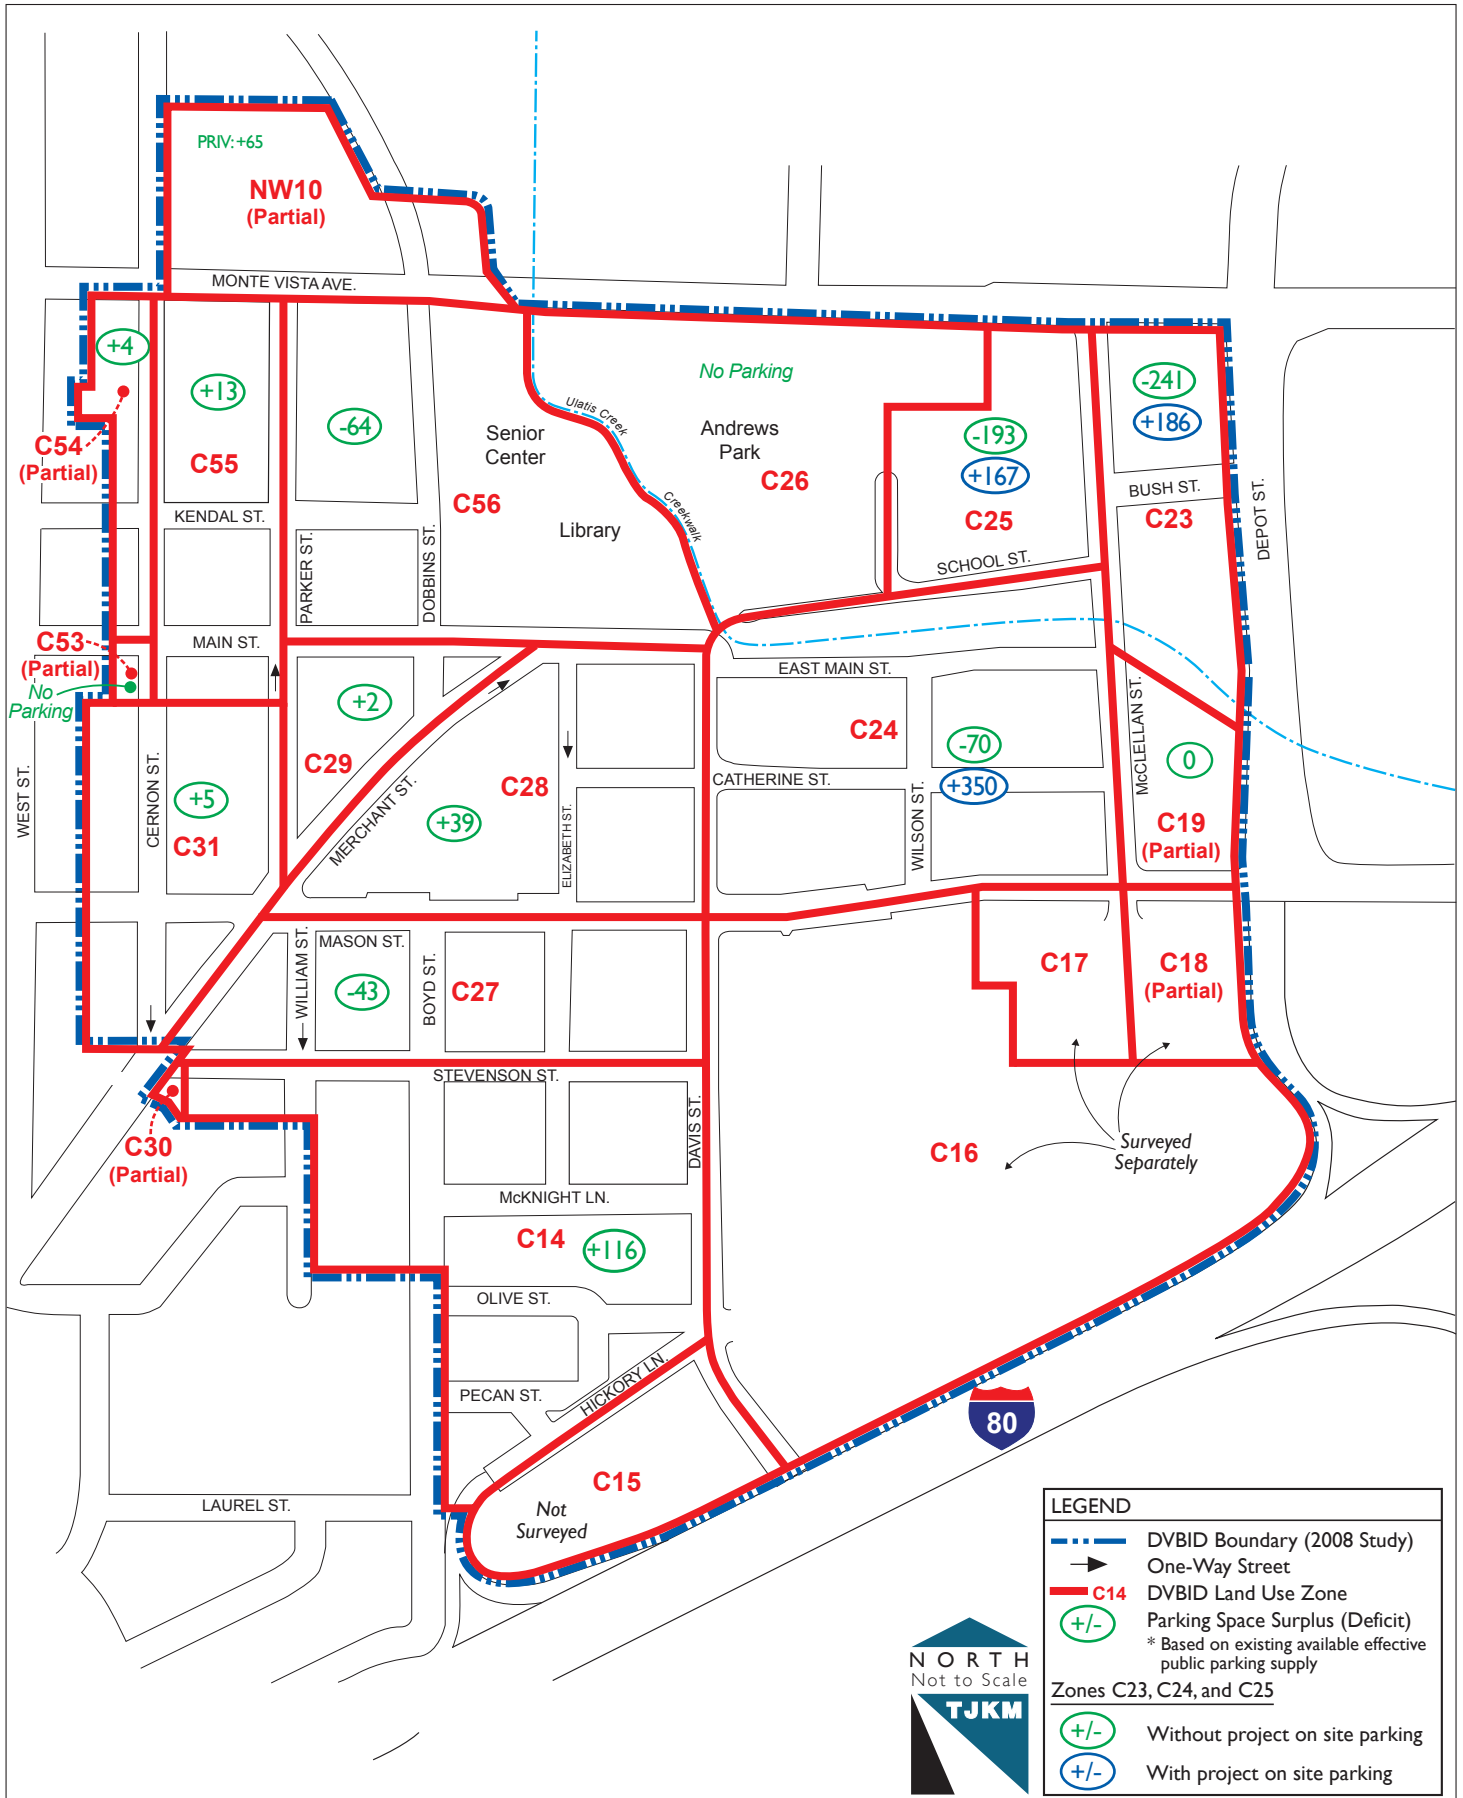 PRIV: +65
NW10
(Partial)
MONTE VISTA AVE.
+4
+13
-64
C54
(Partial)
C55
KENDAL ST.
PARKER ST.
DOBBINS ST.
C56
Senior
Center
Library
Ulatis Creek
Creekwalk
No Parking
Andrews
Park
C26
-193
+167
C25
SCHOOL ST.
-241
+186
BUSH ST.
C23
DEPOT ST.
C53
(Partial)
No
Parking
MAIN ST.
WEST ST.
CERNON ST.
+5
C31
+2
C29
MERCHANT ST.
+39
C28
ELIZABETH ST.
EAST MAIN ST.
C24
CATHERINE ST.
WILSON ST.
-70
+350
McCLELLAN ST.
0
C19
(Partial)
WILLIAM ST.
MASON ST.
-43
BOYD ST.
C27
C17
C18
(Partial)
STEVENSON ST.
DAVIS ST.
C30
(Partial)
C16
Surveyed
Separately
McKNIGHT LN.
C14
+116
OLIVE ST.
HICKORY LN.
PECAN ST.
C15
Not
Surveyed
LAUREL ST.
80
NORTH
Not to Scale
TJKM
LEGEND
DVBID Boundary (2008 Study)
One-Way Street
C14 DVBID Land Use Zone
+/- Parking Space Surplus (Deficit)
* Based on existing available effective
public parking supply
Zones C23, C24, and C25
+/- Without project on site parking
+/- With project on site parking